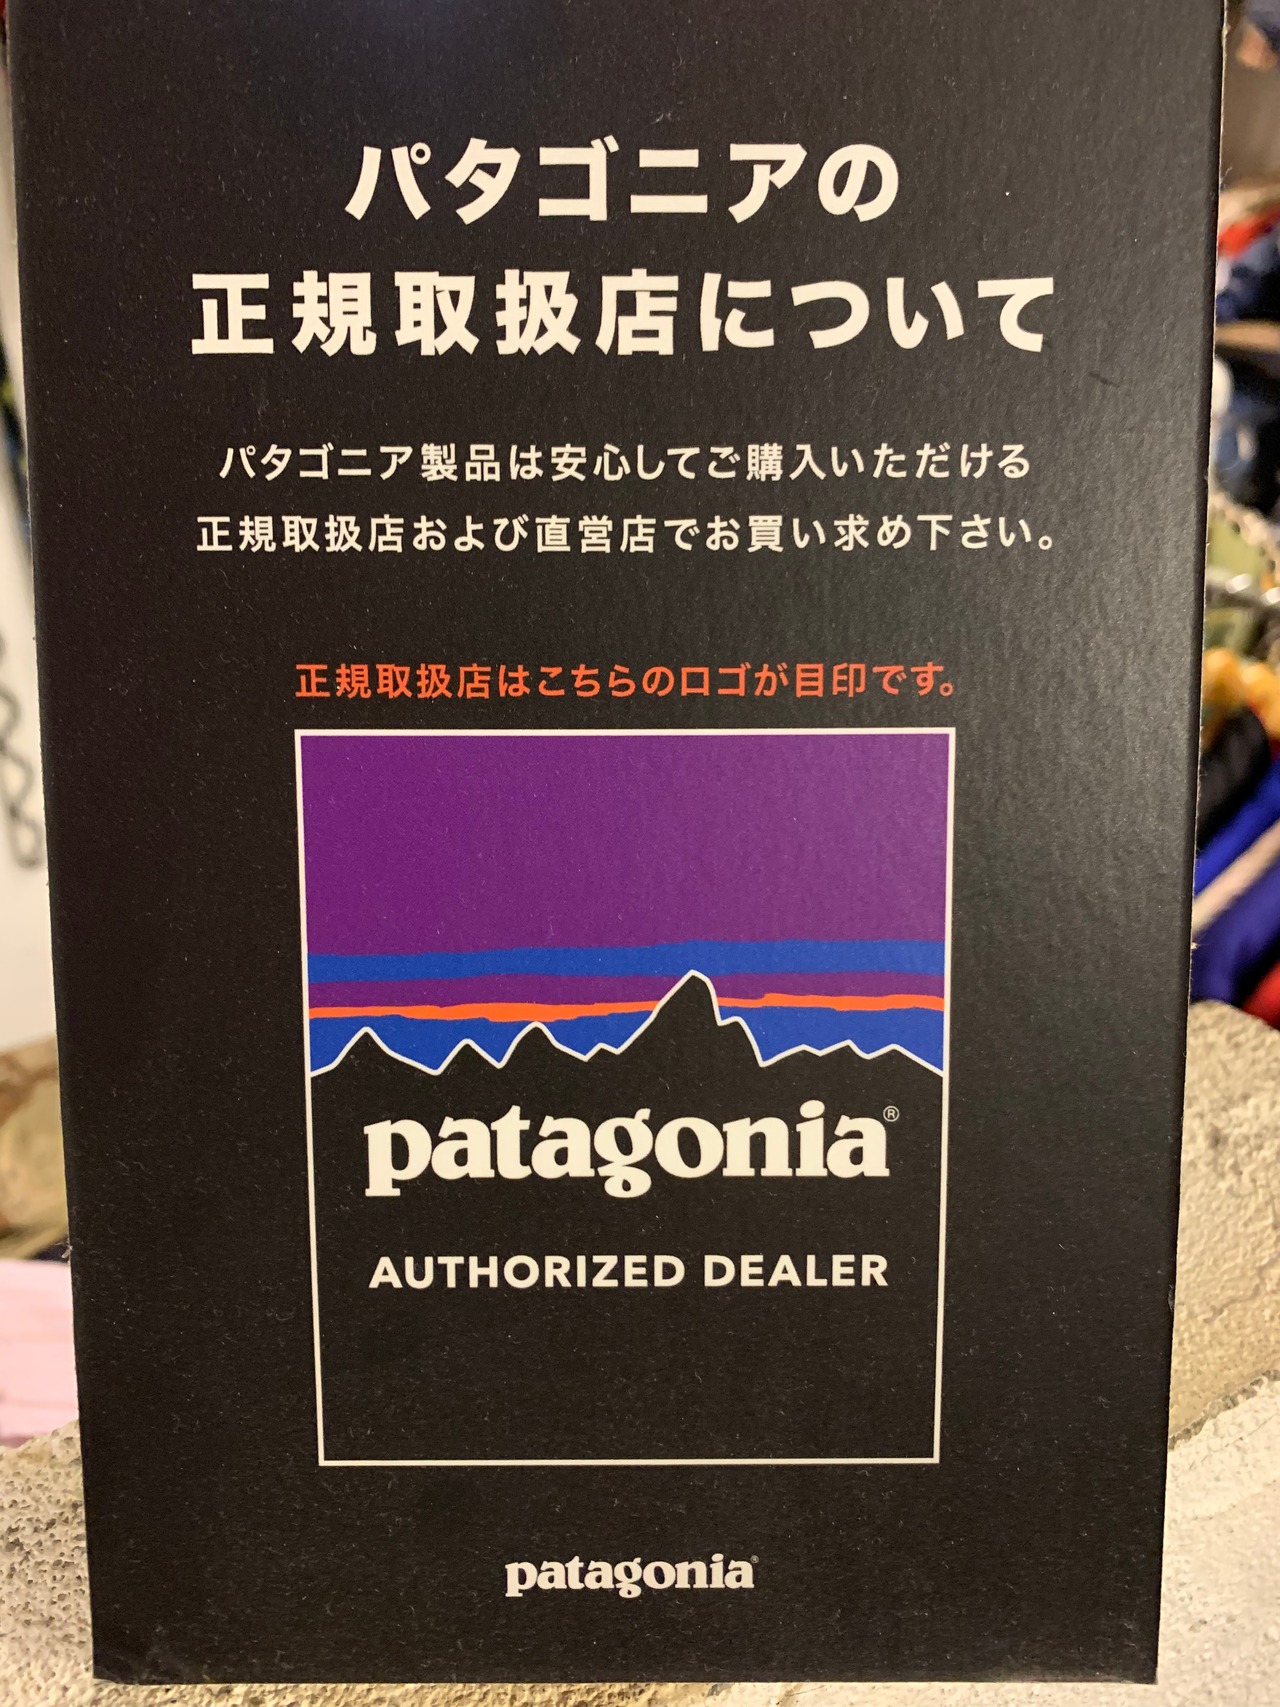 パタゴニアの
正規取扱店について
パタゴニア製品は安心してご購入いただける
正規取扱店および直営店でお買い求め下さい。
正規取扱店はこちらのロゴが目印です。
patagonia®
AUTHORIZED DEALER
patagonia®